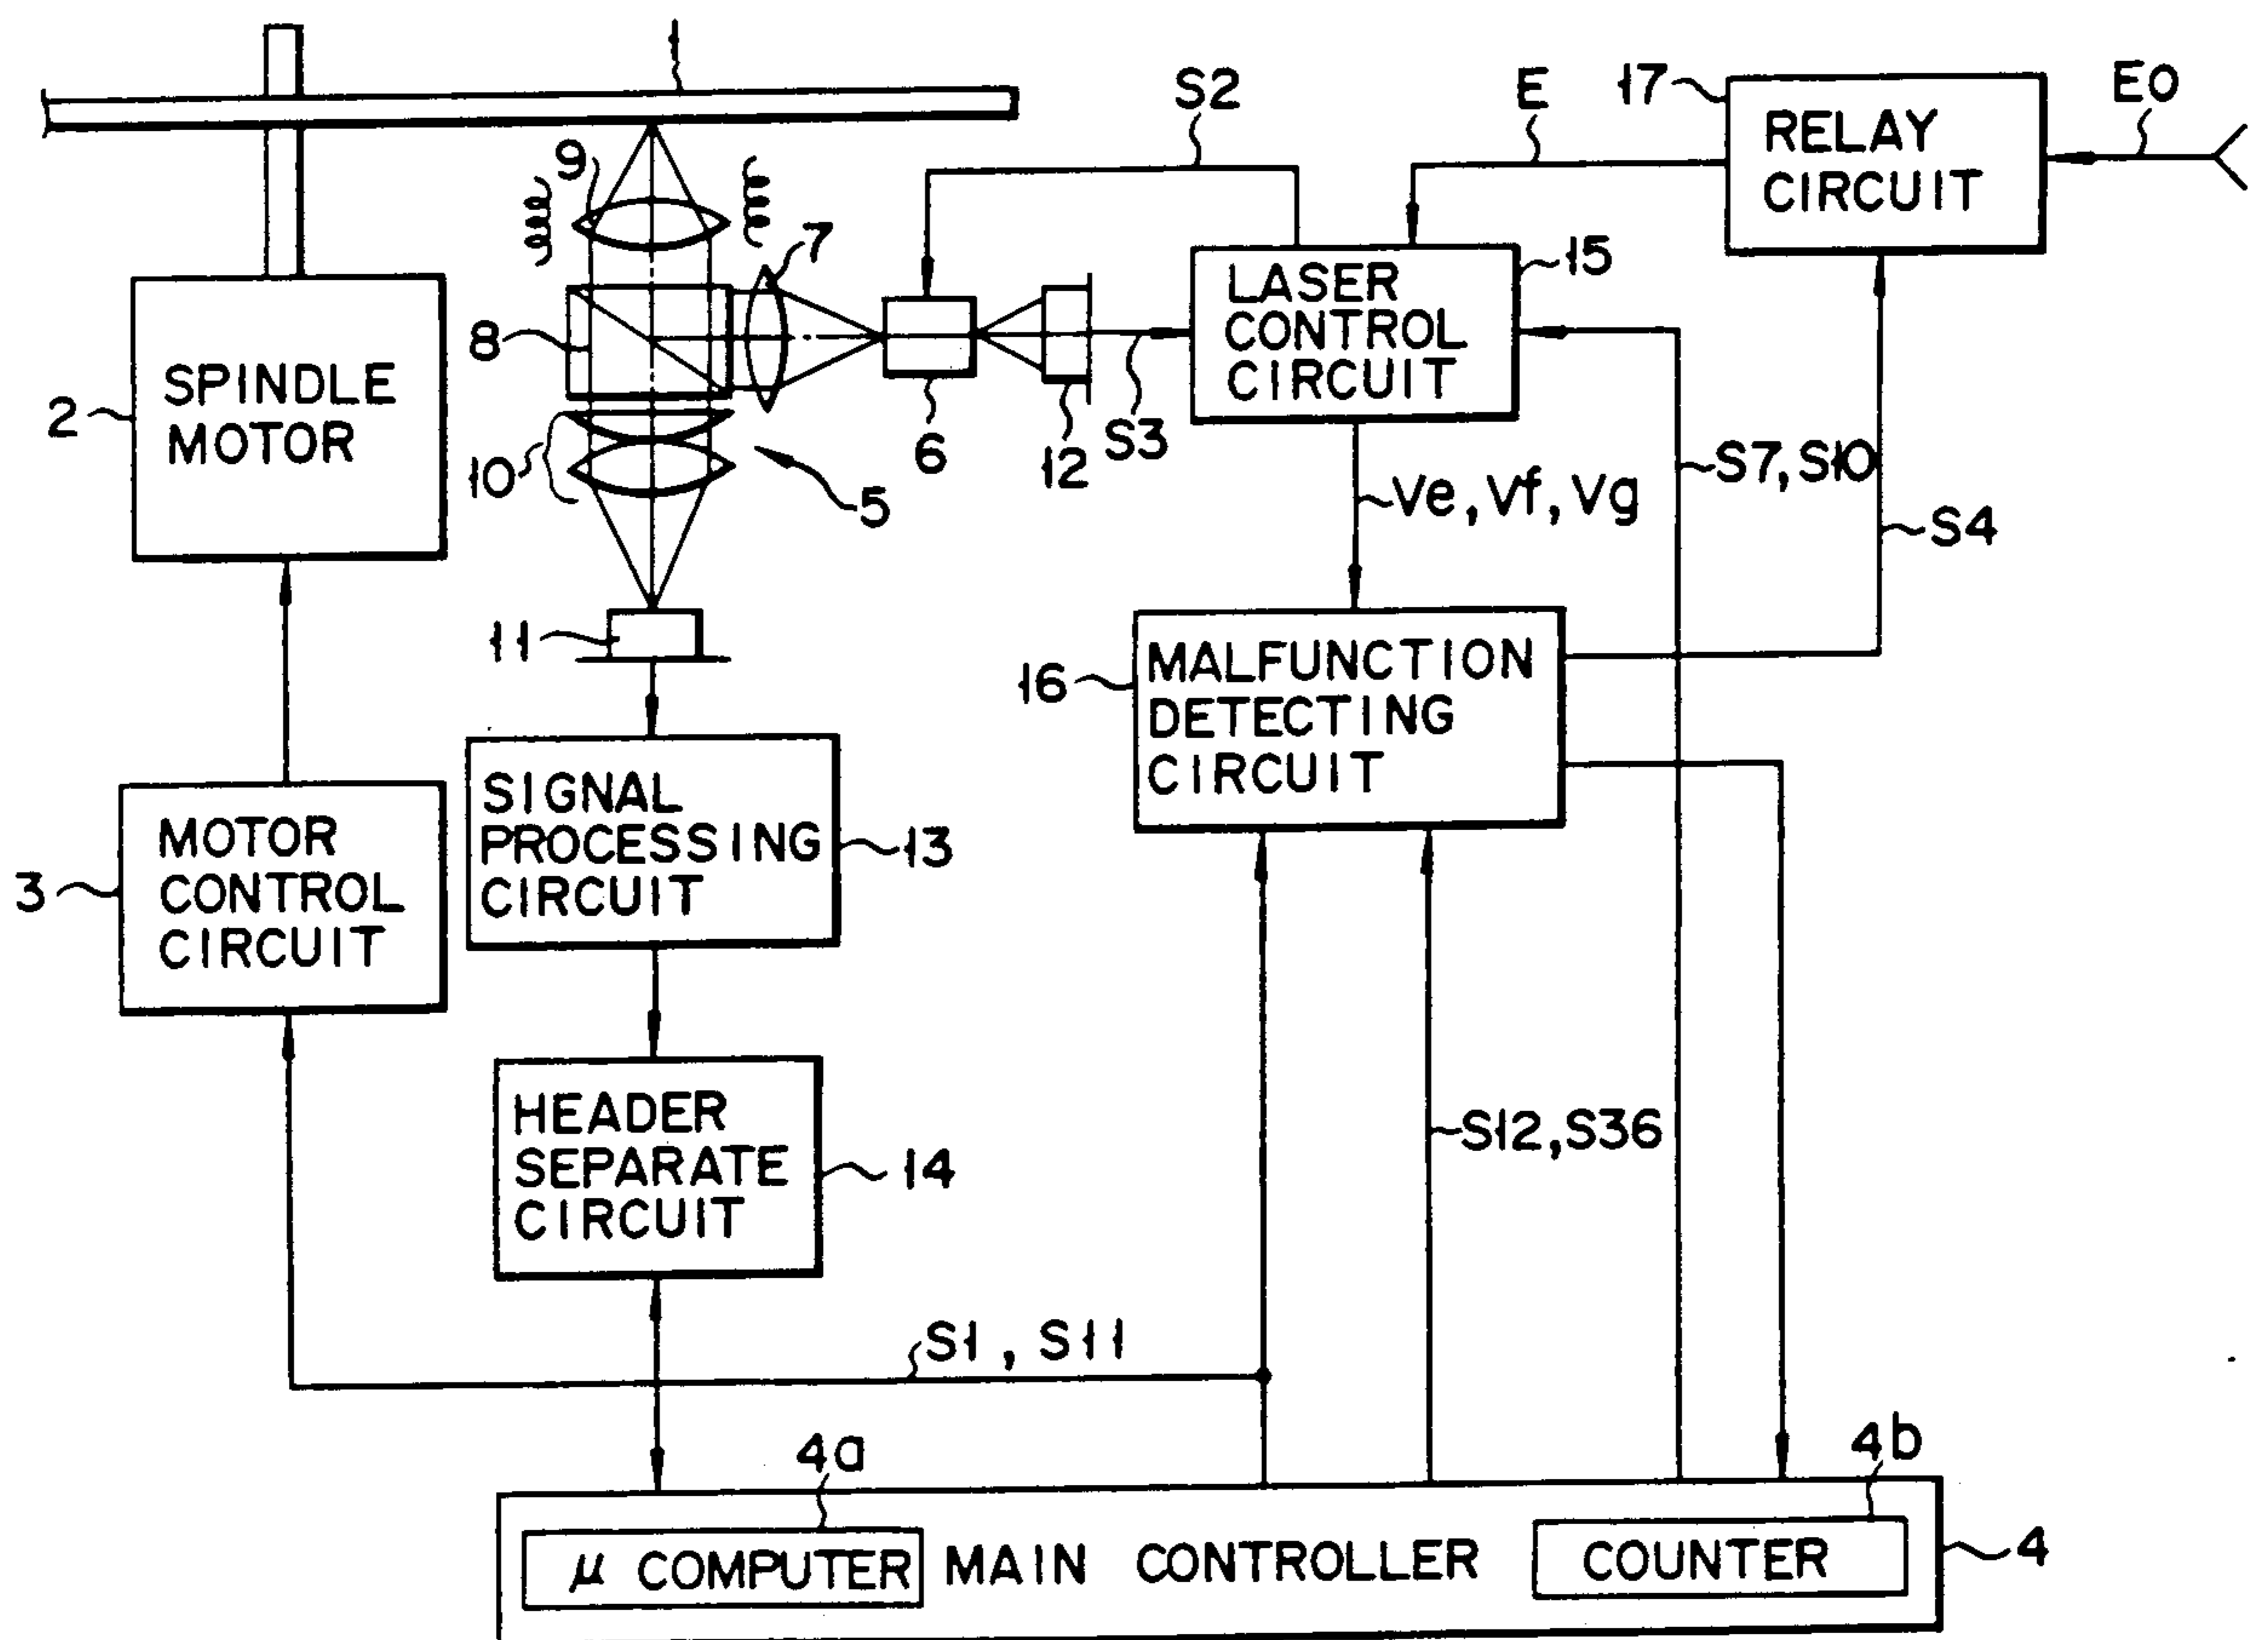 1
S2
E
17
RELAY
CIRCUIT
E0
9
7
15
LASER
CONTROL
CIRCUIT
8
2
SPINDLE
MOTOR
10
5
6
12
S3
S7, S10
Ve, Vf, Vg
S4
11
16
MALFUNCTION
DETECTING
CIRCUIT
SIGNAL
PROCESSING
CIRCUIT
13
3
MOTOR
CONTROL
CIRCUIT
HEADER
SEPARATE
CIRCUIT
14
S12, S36
S1, S11
4a
4b
μ COMPUTER
MAIN CONTROLLER
COUNTER
4